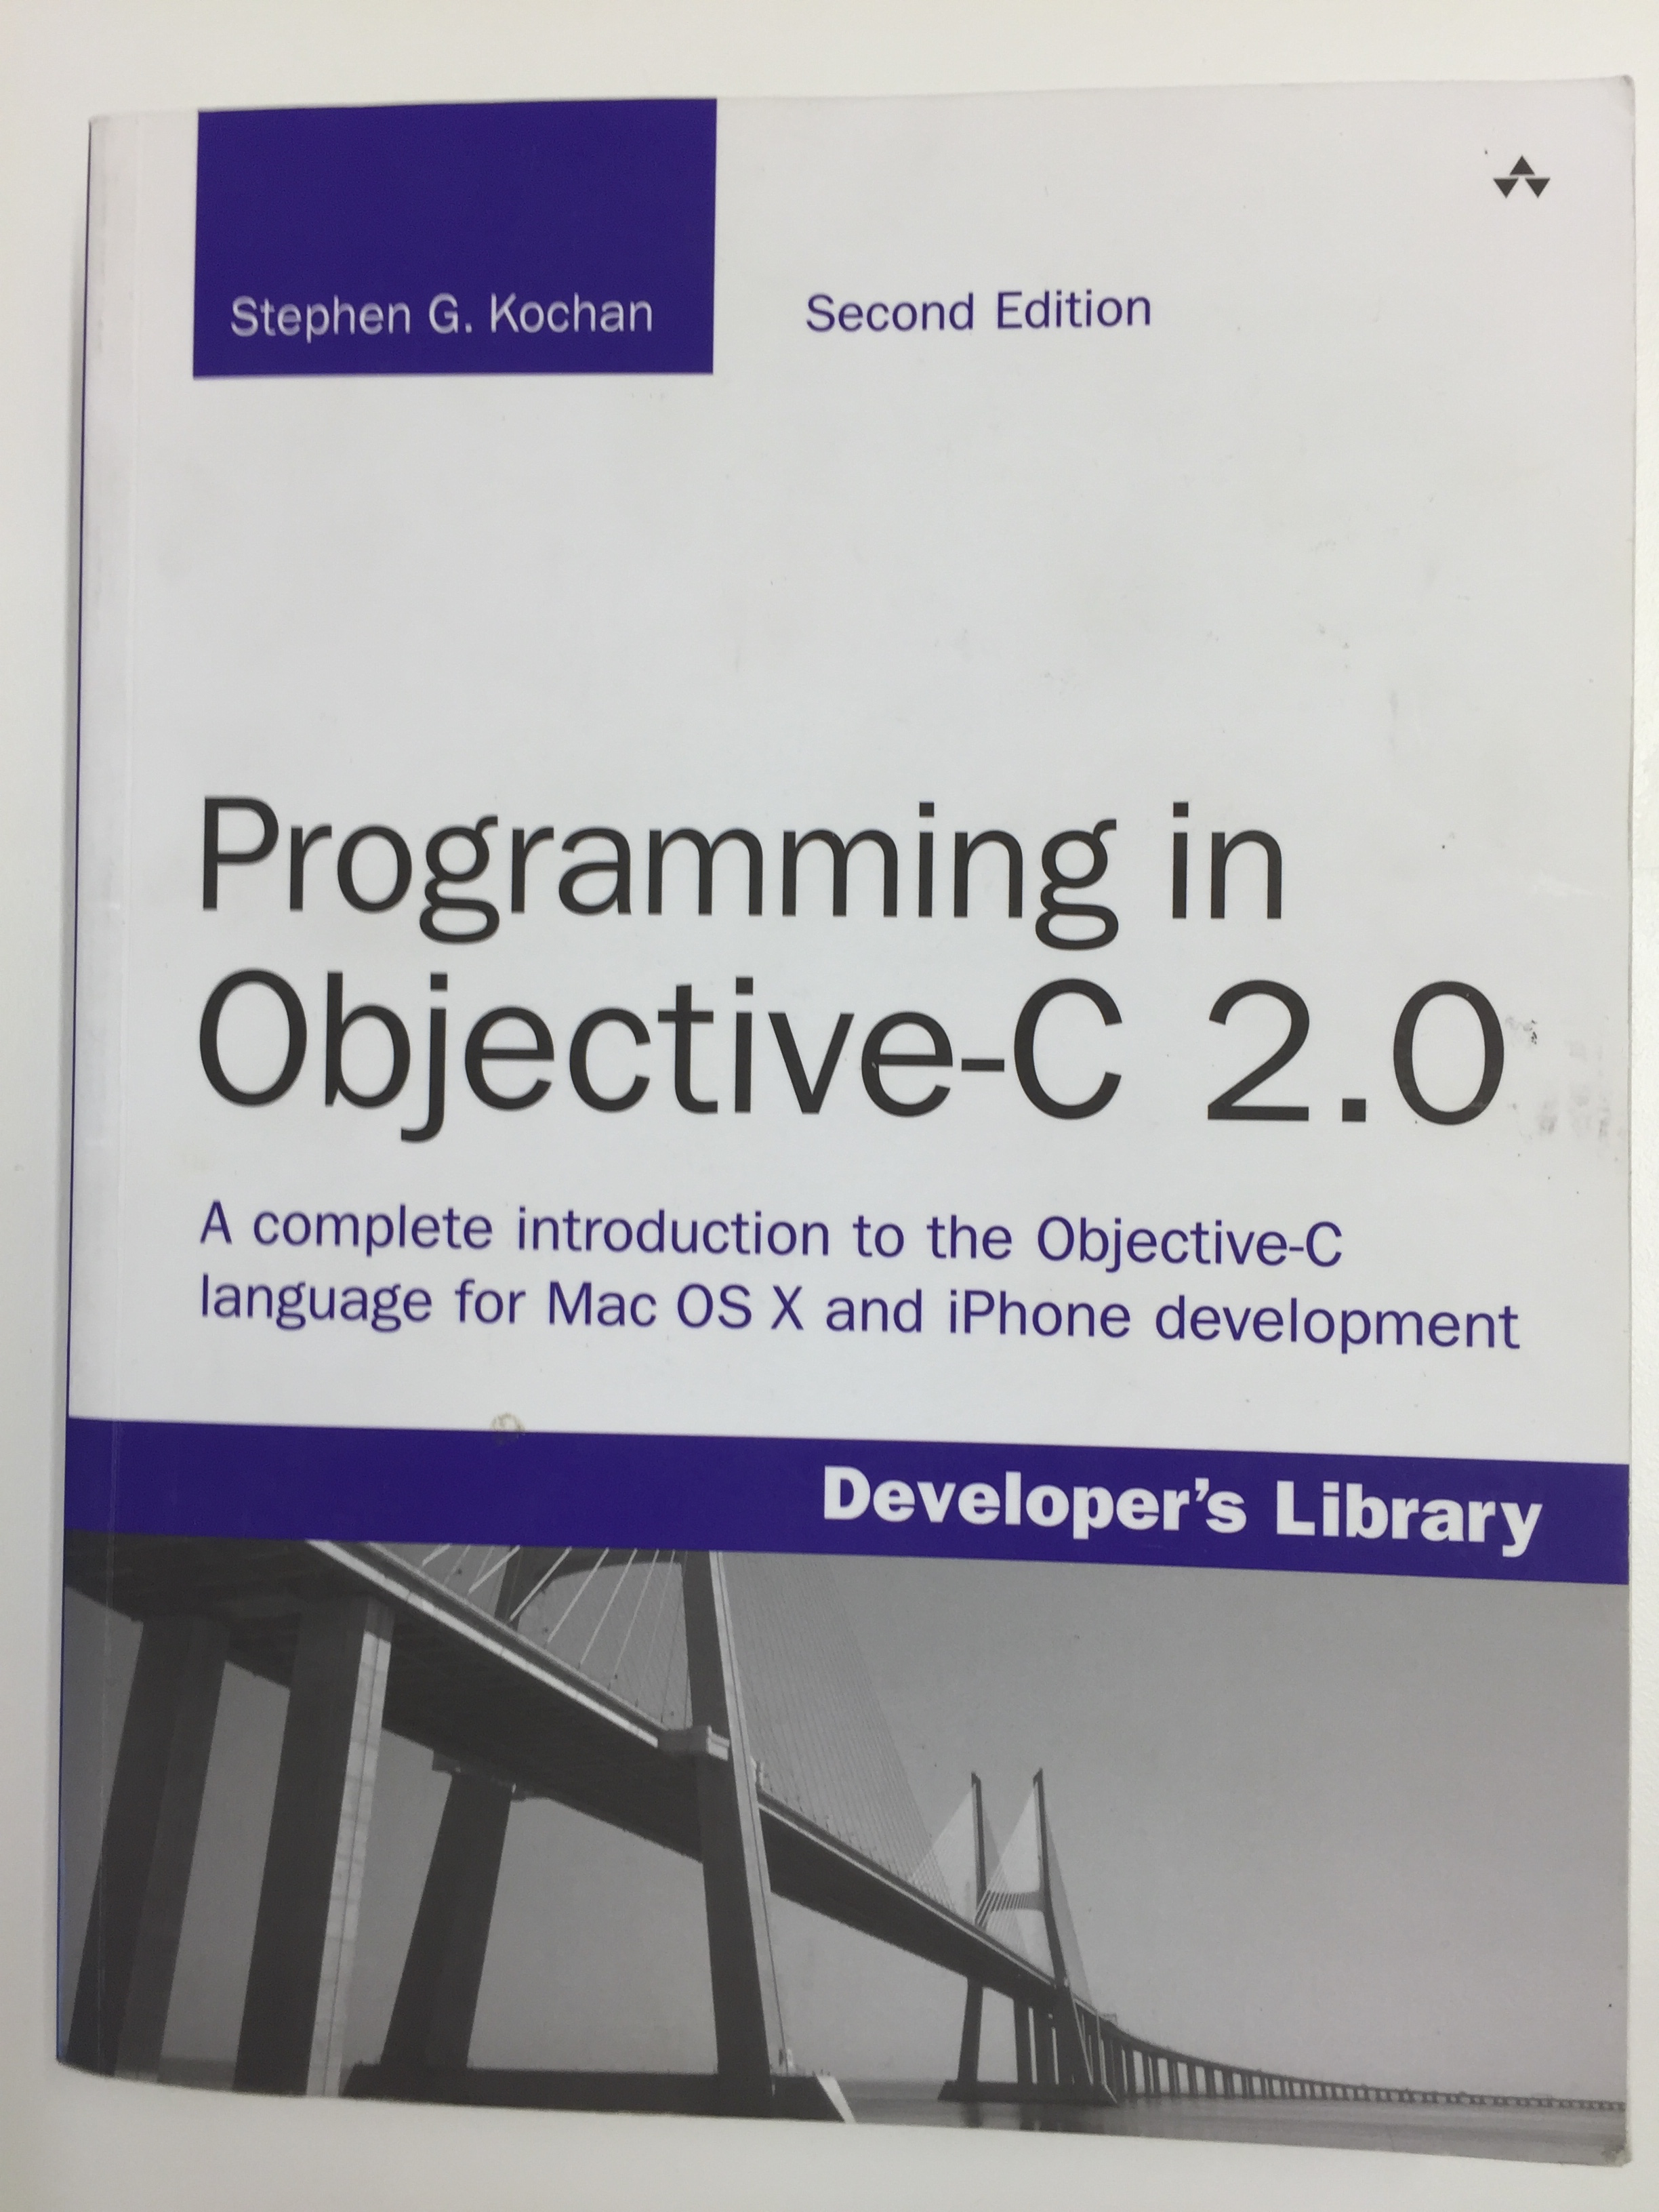 Stephen G. Kochan
Second Edition
Programming in
Objective-C 2.0
A complete introduction to the Objective-C
language for Mac OS X and iPhone development
Developer's Library